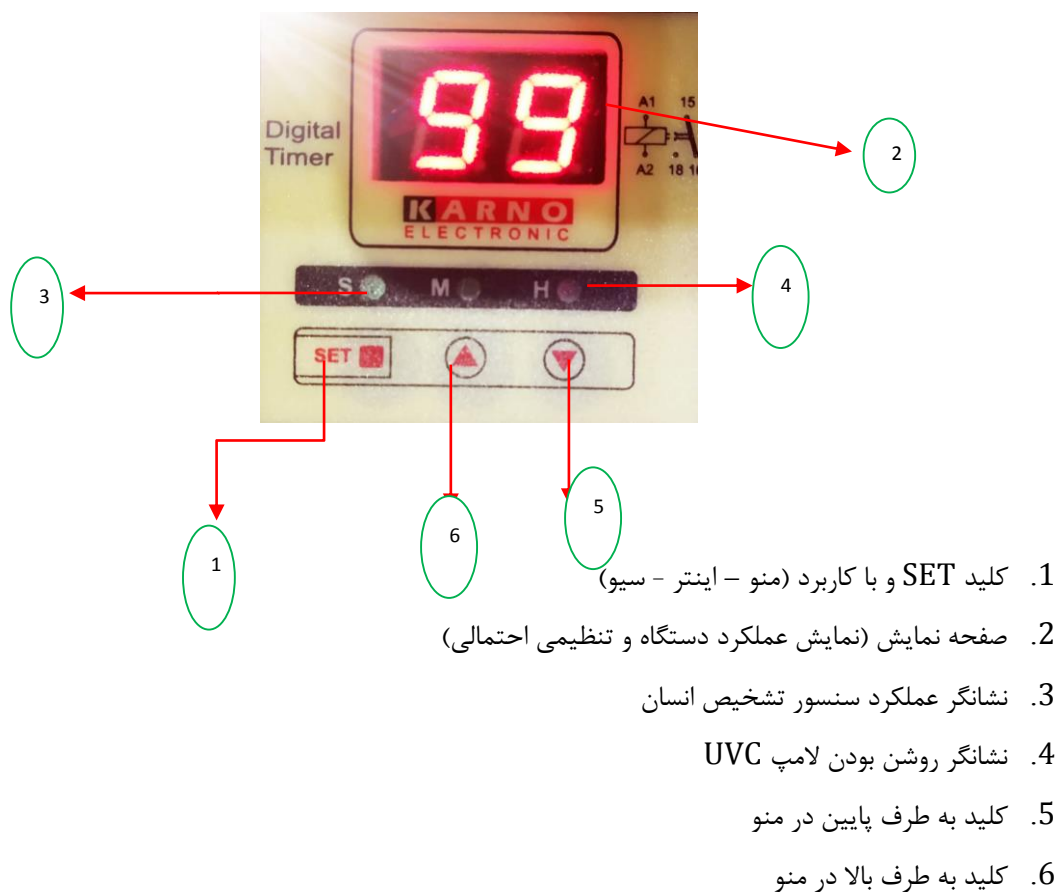 99
Digital
Timer
A1 15
A2 18 16
KARNO
ELECTRONIC
2
S M H
3
4
SET
5
6
1
1. کلید SET و با کاربرد (منو – اینتر - سیو)
2. صفحه نمایش (نمایش عملکرد دستگاه و تنظیمی احتمالی)
3. نشانگر عملکرد سنسور تشخیص انسان
4. نشانگر روشن بودن لامپ UVC
5. کلید به طرف پایین در منو
6. کلید به طرف بالا در منو